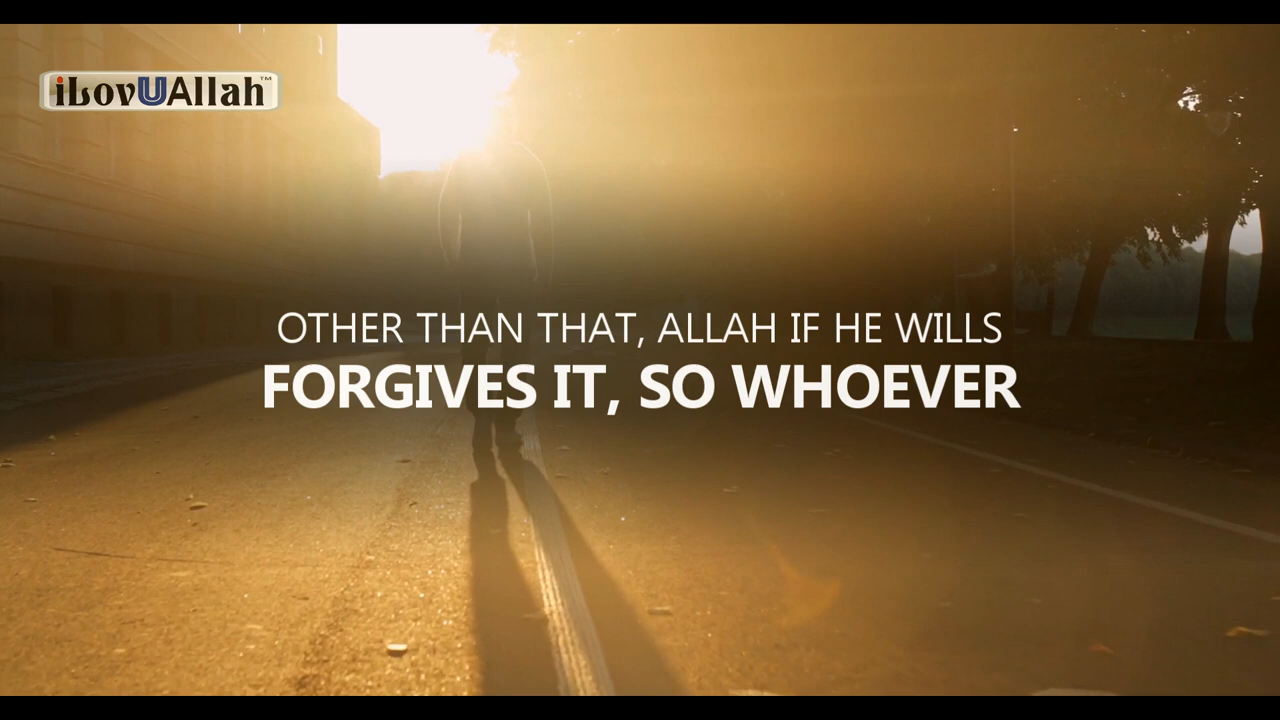 iLovUAllah™
OTHER THAN THAT, ALLAH IF HE WILLS
FORGIVES IT, SO WHOEVER